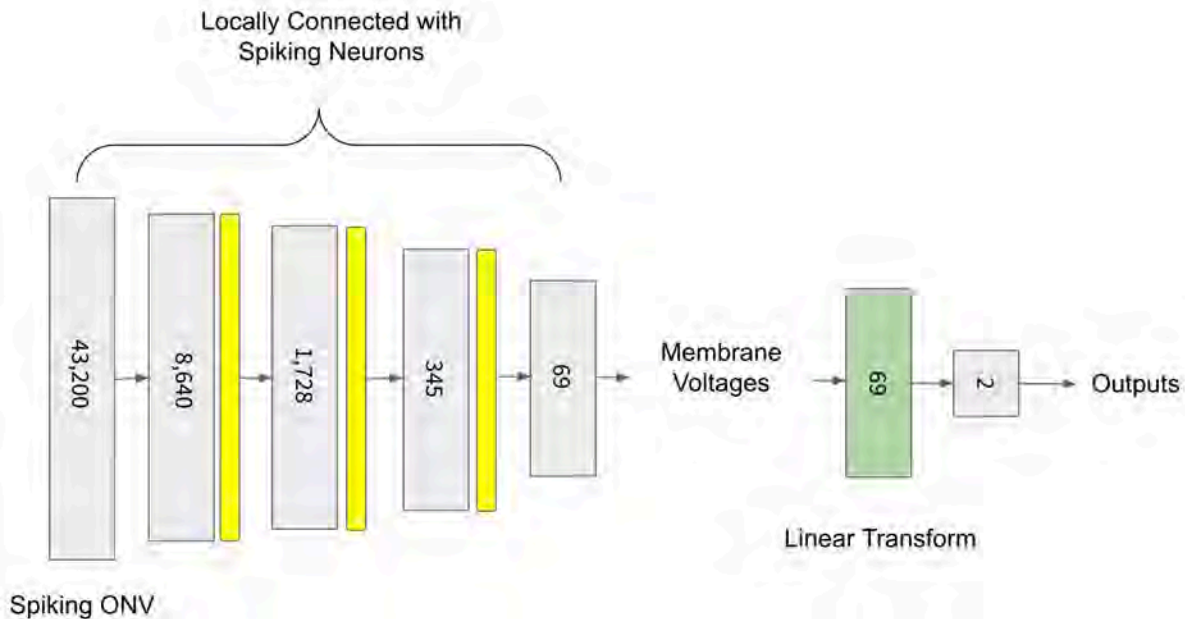 Locally Connected with
Spiking Neurons
43,200
8,640
1,728
345
69
Membrane
Voltages
69
2
Outputs
Linear Transform
Spiking ONV